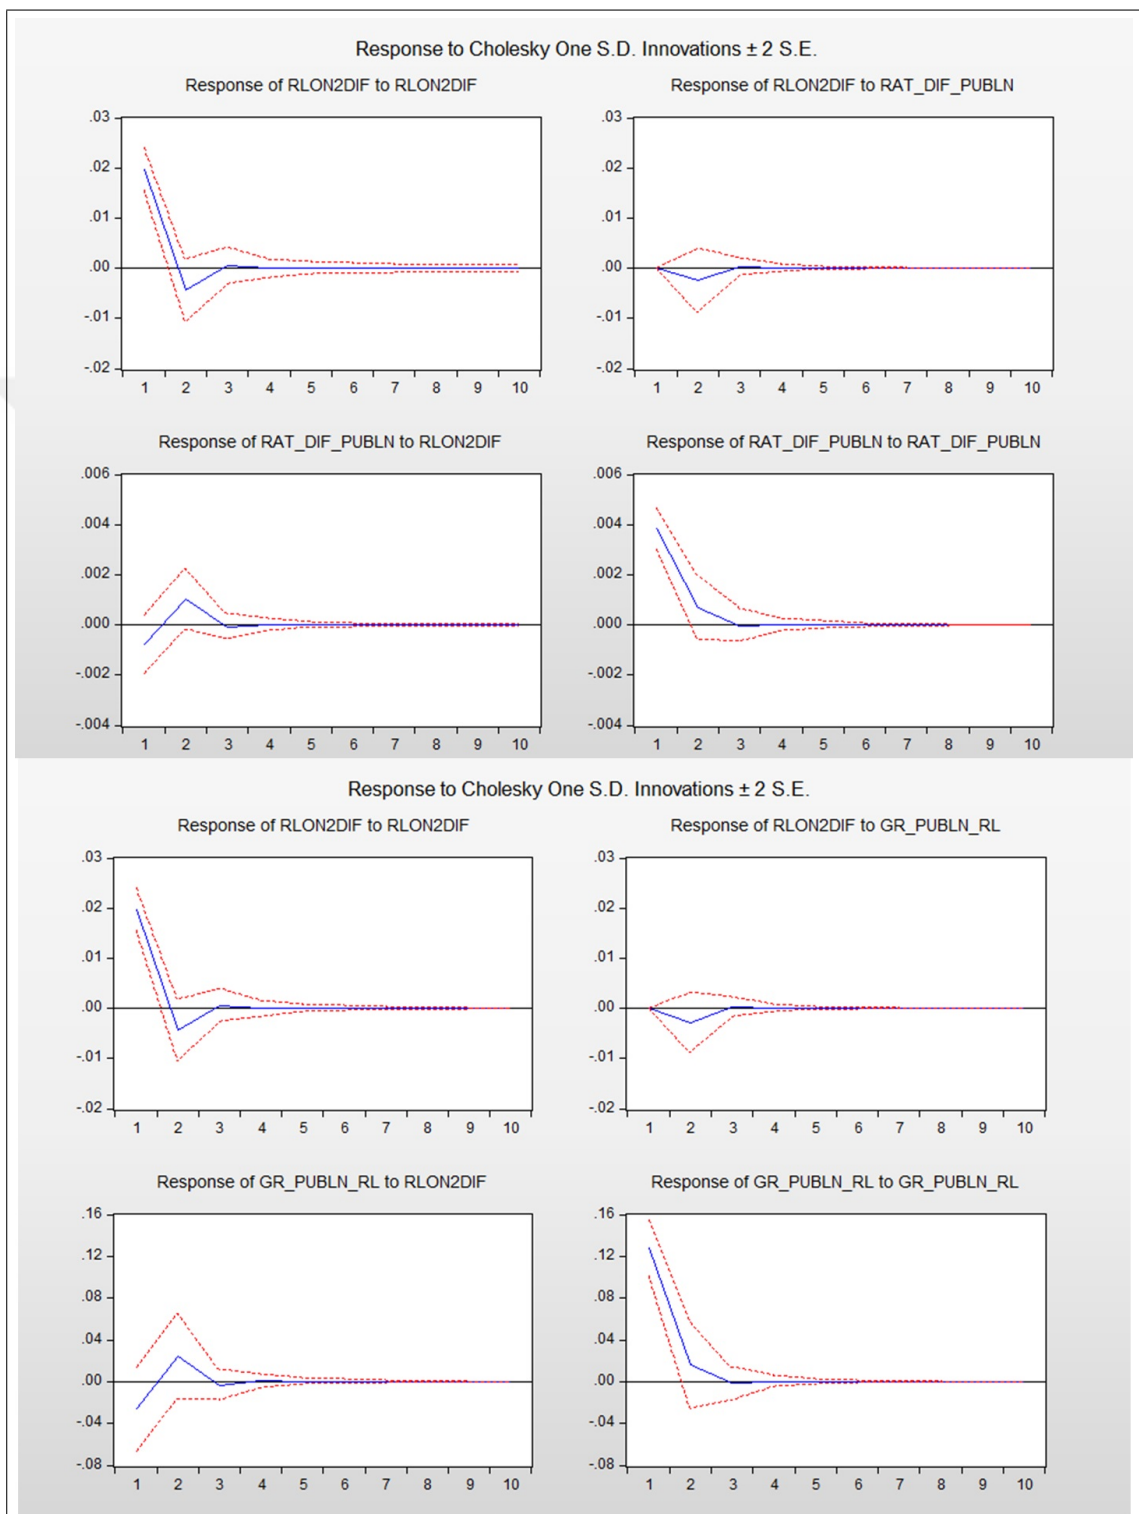 Response to Cholesky One S.D. Innovations ± 2 S.E.
Response of RLON2DIF to RLON2DIF
.03
.02
.01
.00
-.01
-.02
1 2 3 4 5 6 7 8 9 10
Response of RLON2DIF to RAT_DIF_PUBLN
.03
.02
.01
.00
-.01
-.02
1 2 3 4 5 6 7 8 9 10
Response of RAT_DIF_PUBLN to RLON2DIF
.006
.004
.002
.000
-.002
-.004
1 2 3 4 5 6 7 8 9 10
Response of RAT_DIF_PUBLN to RAT_DIF_PUBLN
.006
.004
.002
.000
-.002
-.004
1 2 3 4 5 6 7 8 9 10
Response to Cholesky One S.D. Innovations ± 2 S.E.
Response of RLON2DIF to RLON2DIF
.03
.02
.01
.00
-.01
-.02
1 2 3 4 5 6 7 8 9 10
Response of RLON2DIF to GR_PUBLN_RL
.03
.02
.01
.00
-.01
-.02
1 2 3 4 5 6 7 8 9 10
Response of GR_PUBLN_RL to RLON2DIF
.16
.12
.08
.04
.00
-.04
-.08
1 2 3 4 5 6 7 8 9 10
Response of GR_PUBLN_RL to GR_PUBLN_RL
.16
.12
.08
.04
.00
-.04
-.08
1 2 3 4 5 6 7 8 9 10